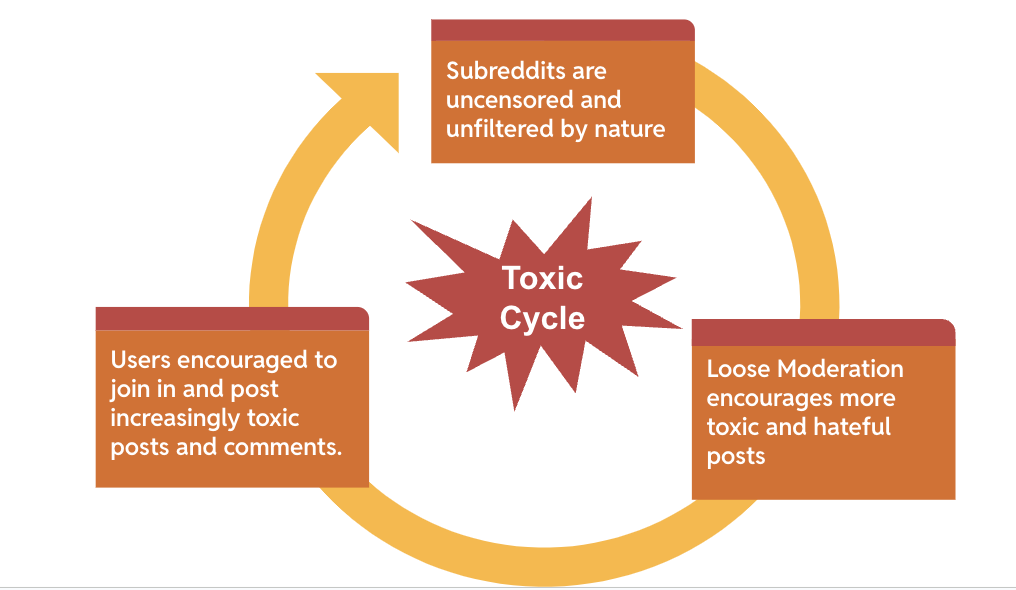 Subreddits are
uncensored and
unfiltered by nature
Toxic
Cycle
Users encouraged to
join in and post
increasingly toxic
posts and comments.
Loose Moderation
encourages more
toxic and hateful
posts